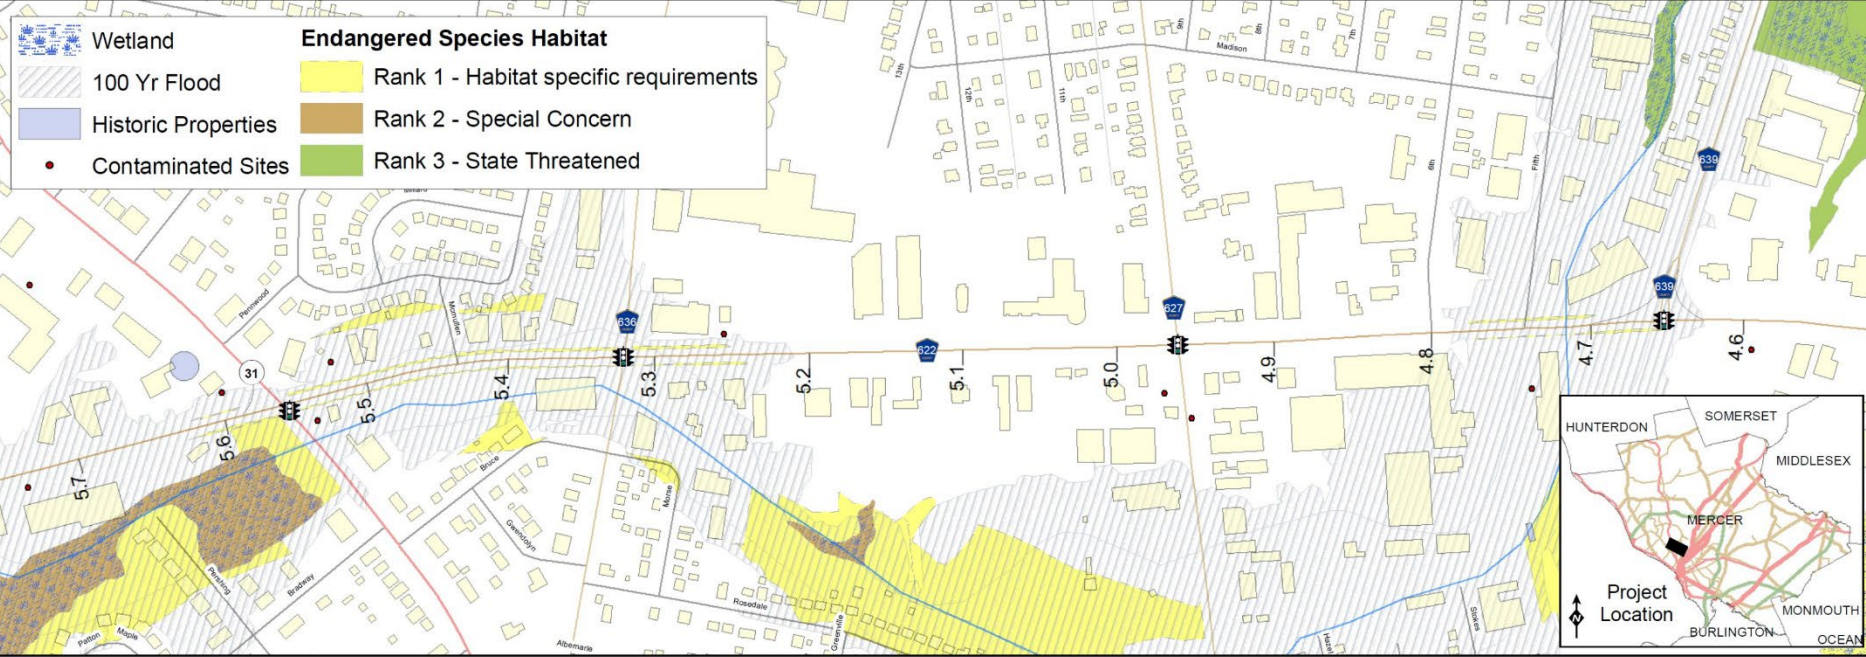 Wetland
100 Yr Flood
Historic Properties
Contaminated Sites
Endangered Species Habitat
Rank 1 - Habitat specific requirements
Rank 2 - Special Concern
Rank 3 - State Threatened
13th
12th
11th
9th
8th
7th
Madison
6th
Fifth
639
639
627
622
636
31
Pennwood
Mcmullen
5.7
5.6
5.5
5.4
5.3
5.2
5.1
5.0
4.9
4.8
4.7
4.6
Bruce
Morse
Gwendolyn
Pershing
Bradway
Patton
Maple
Rosedale
Greenville
Albemarle
Hazel
Stokes
HUNTERDON
SOMERSET
MIDDLESEX
MERCER
MONMOUTH
BURLINGTON
OCEAN
Project
Location
N